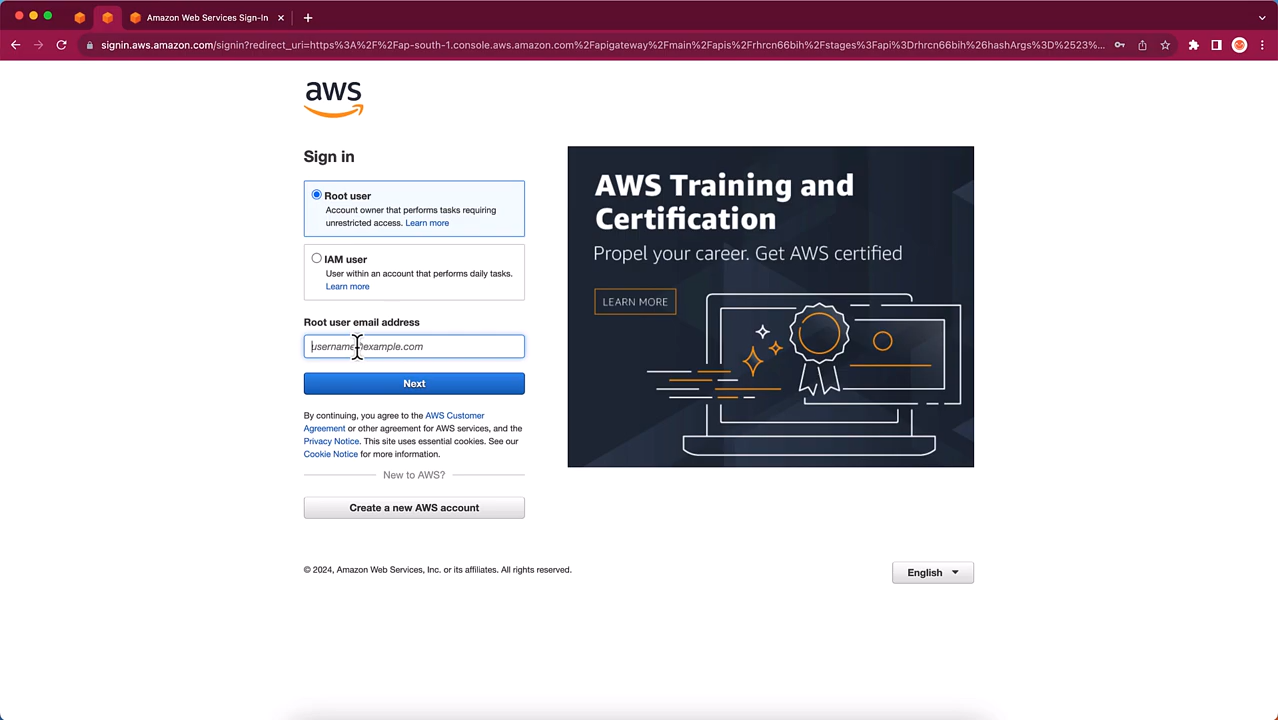 Amazon Web Services Sign-In
signin.aws.amazon.com/signin?redirect_uri=https%3A%2F%2Fap-south-1.console.aws.amazon.com%2Fapigateway%2Fmain%2Fapis%2Frhrcn66bih%2Fstages%3Fapi%3Drhrcn66bih%26hashArgs%3D%2523%...
aws
Sign in
Root user
Account owner that performs tasks requiring
unrestricted access. Learn more
IAM user
User within an account that performs daily tasks.
Learn more
Root user email address
username@example.com
Next
By continuing, you agree to the AWS Customer
Agreement or other agreement for AWS services, and the
Privacy Notice. This site uses essential cookies. See our
Cookie Notice for more information.
New to AWS?
Create a new AWS account
AWS Training and
Certification
Propel your career. Get AWS certified
LEARN MORE
© 2024, Amazon Web Services, Inc. or its affiliates. All rights reserved.
English